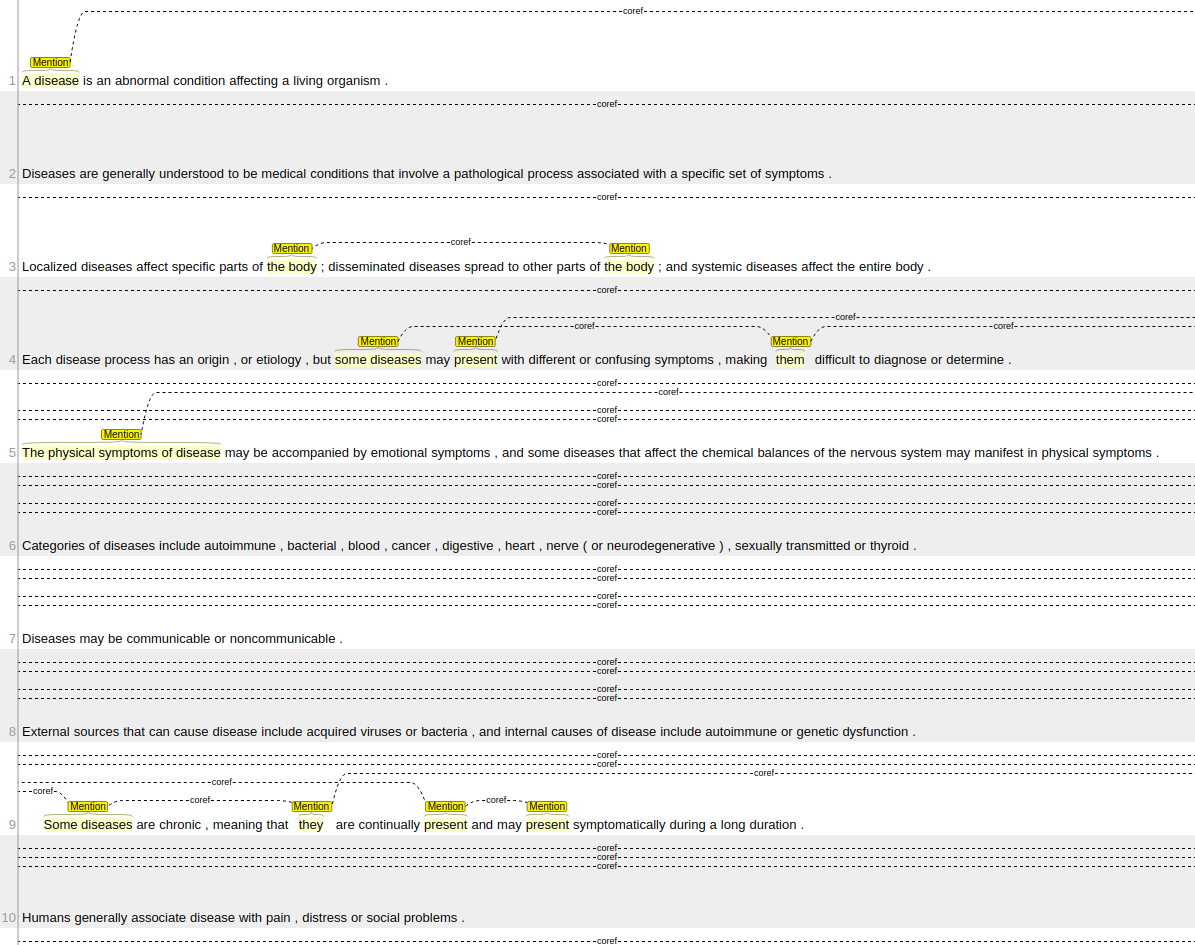 coref
Mention
1 A disease is an abnormal condition affecting a living organism .
coref
2 Diseases are generally understood to be medical conditions that involve a pathological process associated with a specific set of symptoms .
coref
coref
Mention Mention
3 Localized diseases affect specific parts of the body ; disseminated diseases spread to other parts of the body ; and systemic diseases affect the entire body .
coref
coref
coref coref
Mention Mention Mention
4 Each disease process has an origin , or etiology , but some diseases may present with different or confusing symptoms , making them difficult to diagnose or determine .
coref
coref
coref
coref
Mention
5 The physical symptoms of disease may be accompanied by emotional symptoms , and some diseases that affect the chemical balances of the nervous system may manifest in physical symptoms .
coref
coref
coref
coref
6 Categories of diseases include autoimmune , bacterial , blood , cancer , digestive , heart , nerve ( or neurodegenerative ) , sexually transmitted or thyroid .
coref
coref
coref
coref
7 Diseases may be communicable or noncommunicable .
coref
coref
coref
coref
8 External sources that can cause disease include acquired viruses or bacteria , and internal causes of disease include autoimmune or genetic dysfunction .
coref
coref
coref
coref
coref
coref coref
Mention Mention Mention Mention
9 Some diseases are chronic , meaning that they are continually present and may present symptomatically during a long duration .
coref
coref
coref
10 Humans generally associate disease with pain , distress or social problems .
coref